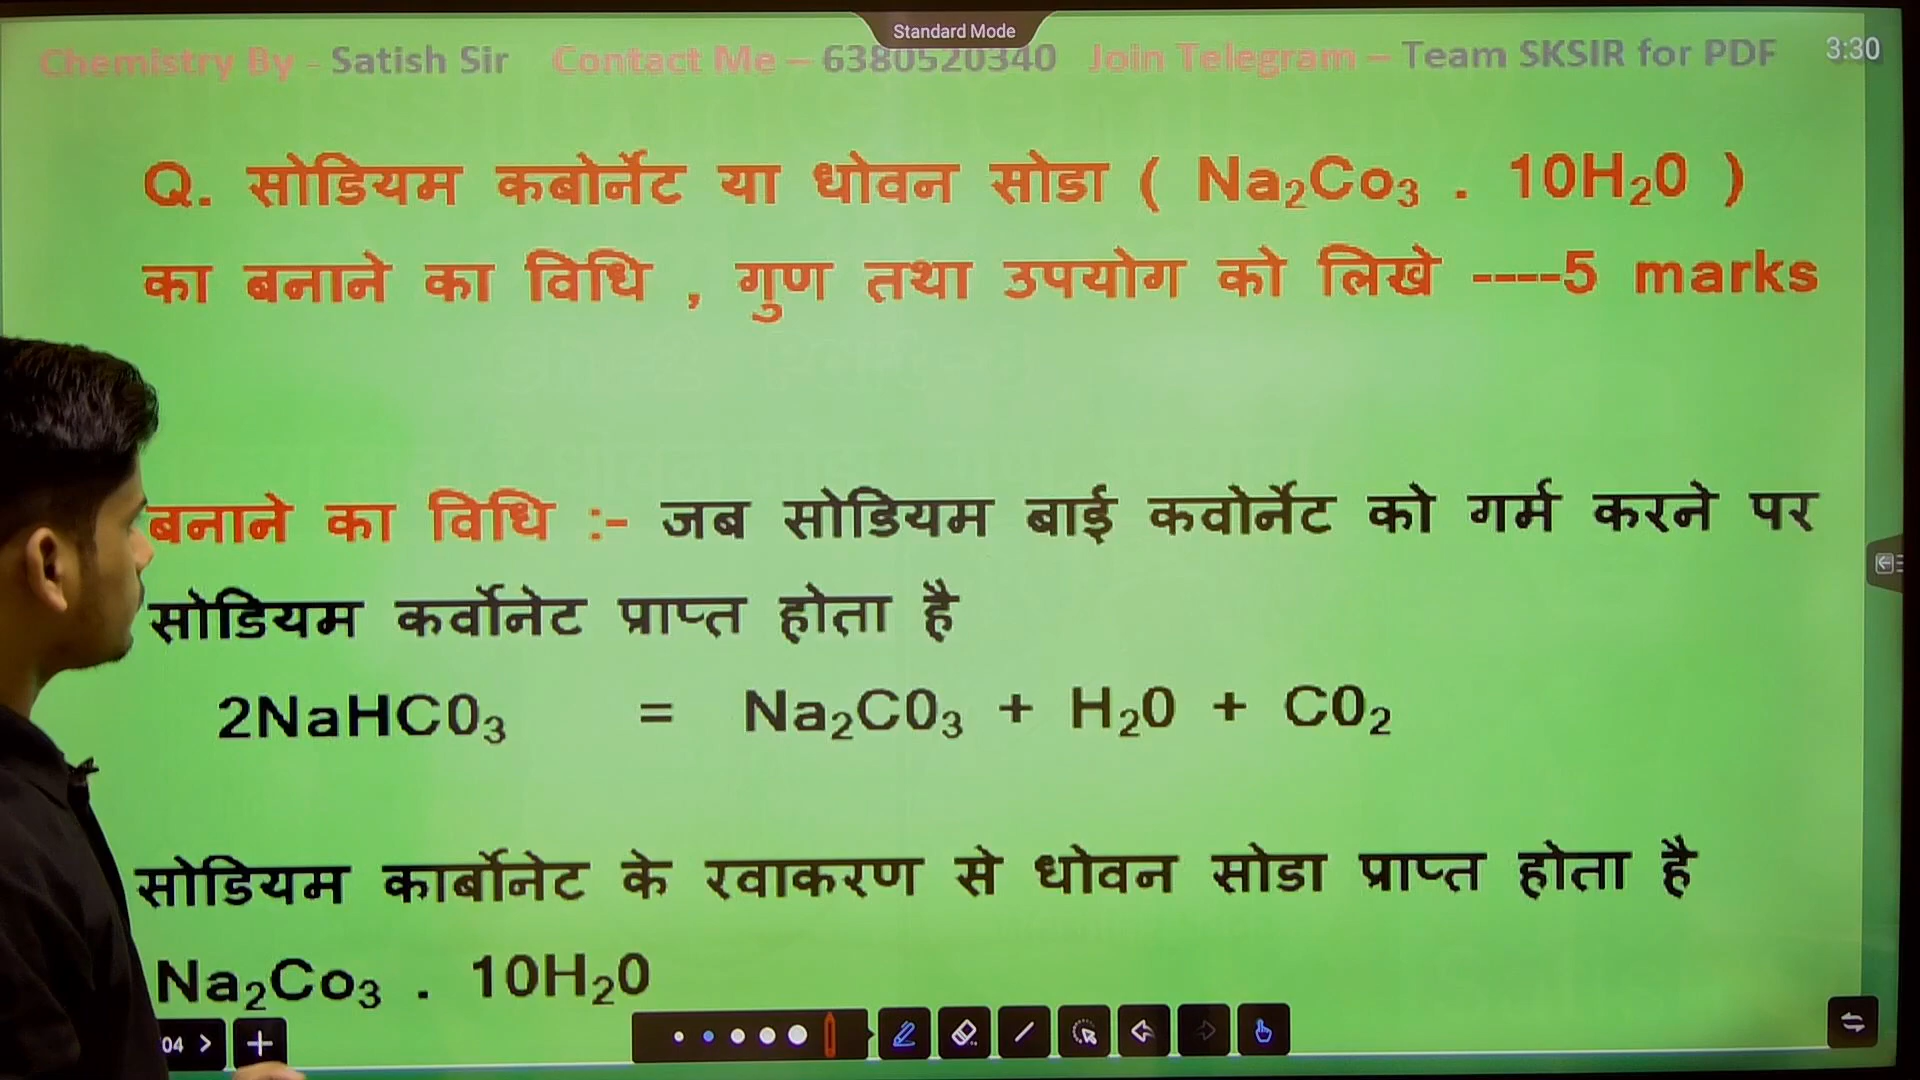 Standard Mode
Chemistry By - Satish Sir Contact Me – 6380520340 Join Telegram – Team SKSIR for PDF 3:30
Q. सोडियम कबोर्नेट या धोवन सोडा ( Na₂Co₃ . 10H₂0 )
का बनाने का विधि , गुण तथा उपयोग को लिखे ----5 marks
बनाने का विधि :- जब सोडियम बाई कवोर्नेट को गर्म करने पर
सोडियम कर्वोनेट प्राप्त होता है
2NaHC0₃ = Na₂C0₃ + H₂0 + C0₂
सोडियम कार्बोनेट के रवाकरण से धोवन सोडा प्राप्त होता है
Na₂Co₃ . 10H₂0
04